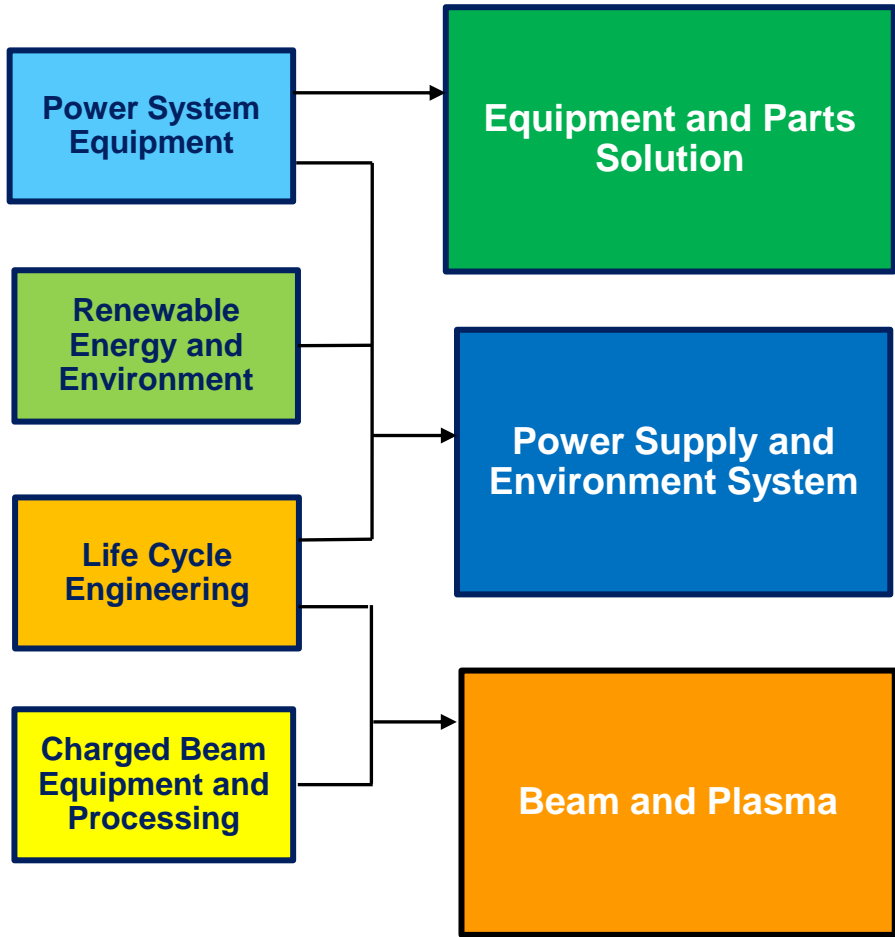 Power System
Equipment
Equipment and Parts
Solution
Renewable
Energy and
Environment
Power Supply and
Environment System
Life Cycle
Engineering
Charged Beam
Equipment and
Processing
Beam and Plasma